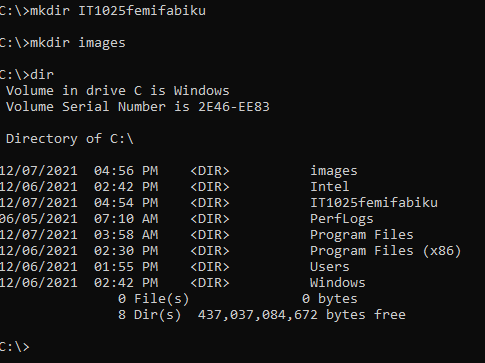 C:\>mkdir IT1025femifabiku
C:\>mkdir images
C:\>dir
Volume in drive C is Windows
Volume Serial Number is 2E46-EE83
Directory of C:\
12/07/2021 04:56 PM <DIR> images
12/06/2021 02:42 PM <DIR> Intel
12/07/2021 04:54 PM <DIR> IT1025femifabiku
06/05/2021 07:10 AM <DIR> PerfLogs
12/07/2021 03:58 AM <DIR> Program Files
12/06/2021 02:30 PM <DIR> Program Files (x86)
12/06/2021 01:55 PM <DIR> Users
12/06/2021 02:42 PM <DIR> Windows
0 File(s) 0 bytes
8 Dir(s) 437,037,084,672 bytes free
C:\>